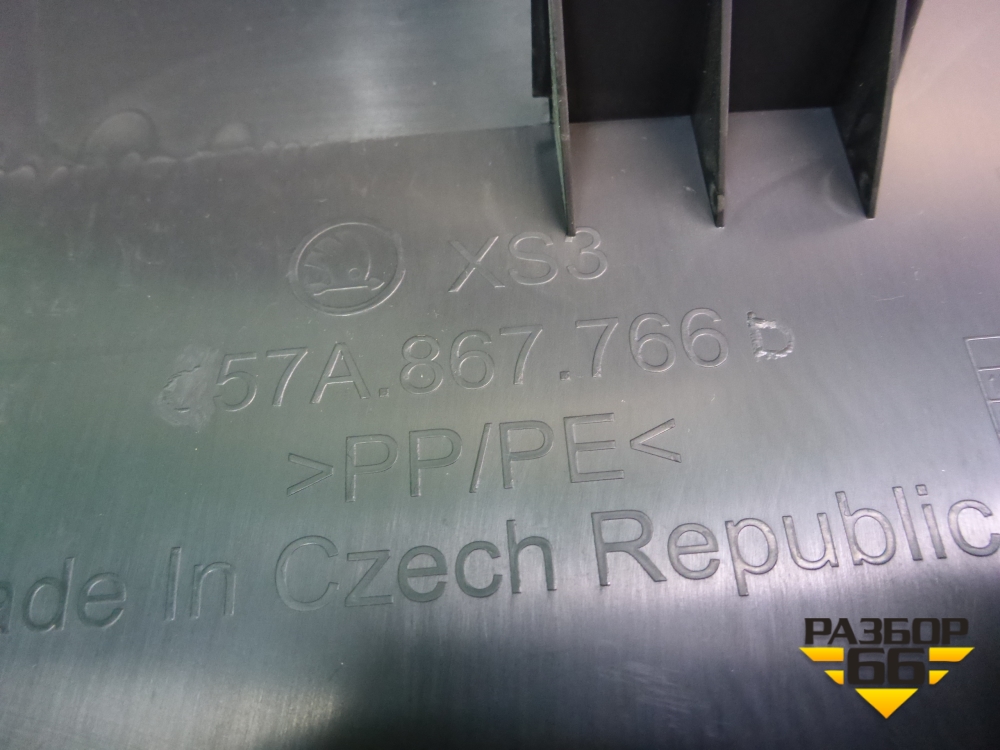 XS3
57A.867.766 D
>PP/PE<
ade In Czech Republic
РАЗБОР
66